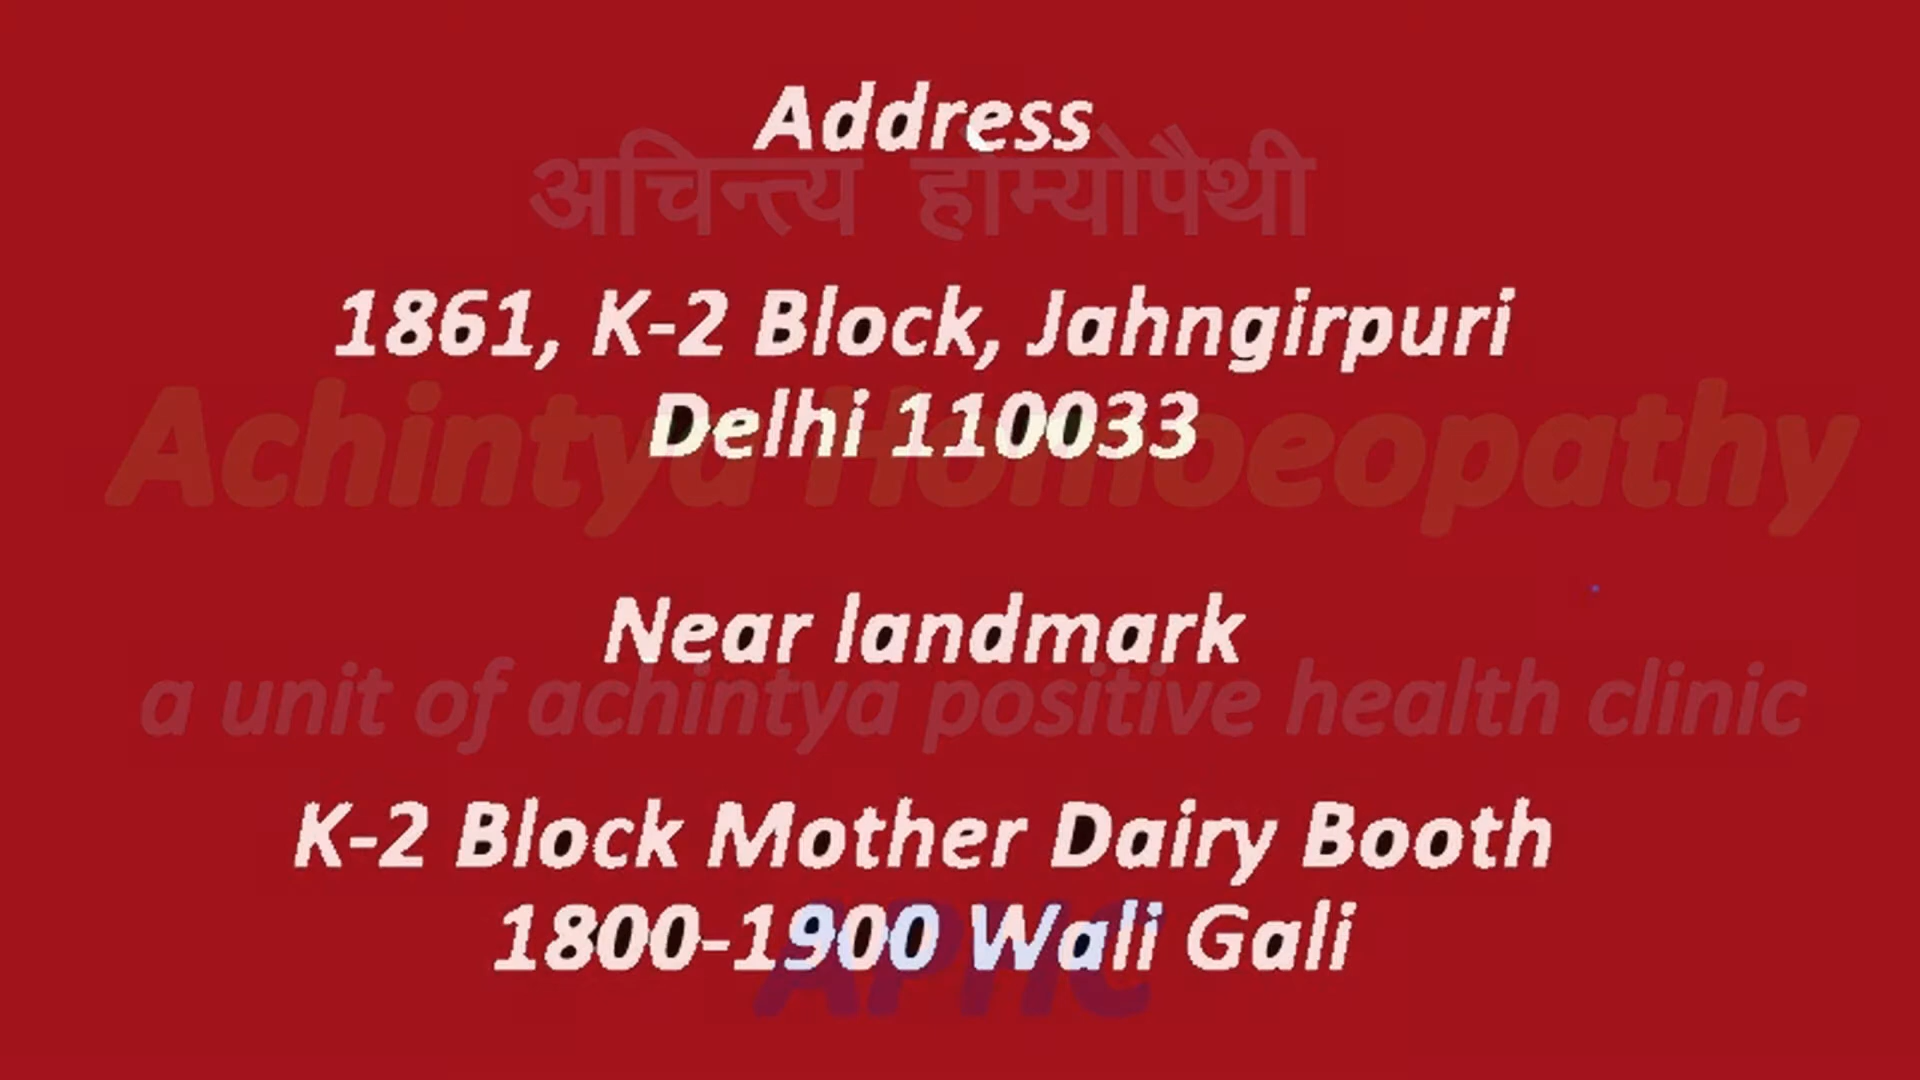 Address
अचिन्त्य होम्योपैथी
1861, K-2 Block, Jahngirpuri
Delhi 110033
Achintya Homoeopathy
Near landmark
a unit of achintya positive health clinic
K-2 Block Mother Dairy Booth
1800-1900 Wali Gali
APHC